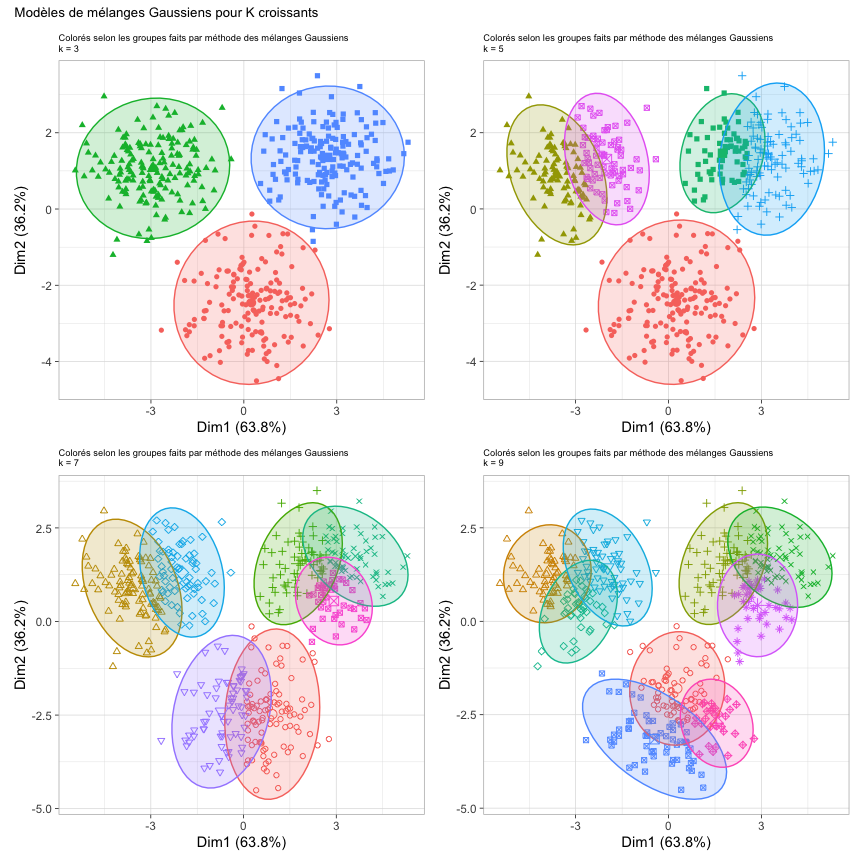 Modèles de mélanges Gaussiens pour K croissants
Colorés selon les groupes faits par méthode des mélanges Gaussiens
k = 3
2
0
-2
-4
Dim2 (36.2%)
-3
0
3
Dim1 (63.8%)
Colorés selon les groupes faits par méthode des mélanges Gaussiens
k = 5
2
0
-2
-4
Dim2 (36.2%)
-3
0
3
Dim1 (63.8%)
Colorés selon les groupes faits par méthode des mélanges Gaussiens
k = 7
2.5
0.0
-2.5
-5.0
Dim2 (36.2%)
-3
0
3
Dim1 (63.8%)
Colorés selon les groupes faits par méthode des mélanges Gaussiens
k = 9
2.5
0.0
-2.5
-5.0
Dim2 (36.2%)
-3
0
3
Dim1 (63.8%)